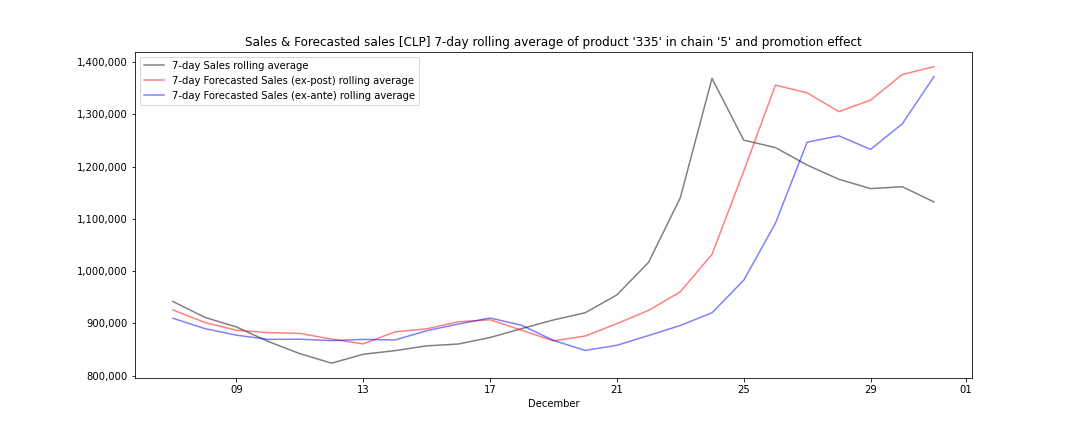 Sales & Forecasted sales [CLP] 7-day rolling average of product '335' in chain '5' and promotion effect
7-day Sales rolling average
7-day Forecasted Sales (ex-post) rolling average
7-day Forecasted Sales (ex-ante) rolling average
1,400,000
1,300,000
1,200,000
1,100,000
1,000,000
900,000
800,000
09 13 17 21 25 29 01
December